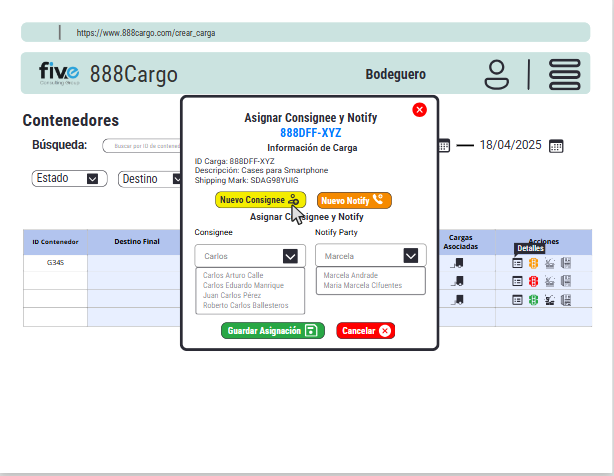 https://www.888cargo.com/crear_carga
five
Consulting Group
888Cargo
Bodeguero
Contenedores
Búsqueda:
Buscar por ID de contened
18/04/2025
Estado
Destino
ID Contenedor
Destino Final
Cargas Asociadas
Acciones
Detalles
G34S
Asignar Consignee y Notify
888DFF-XYZ
Información de Carga
ID Carga: 888DFF-XYZ
Descripción: Cases para Smartphone
Shipping Mark: SDAG98YUIG
Nuevo Consignee
Nuevo Notify
Asignar Consignee y Notify
Consignee
Notify Party
Carlos
Marcela
Carlos Arturo Calle
Carlos Eduardo Manrique
Juan Carlos Pérez
Roberto Carlos Ballesteros
Marcela Andrade
Maria Marcela Cifuentes
Guardar Asignación
Cancelar